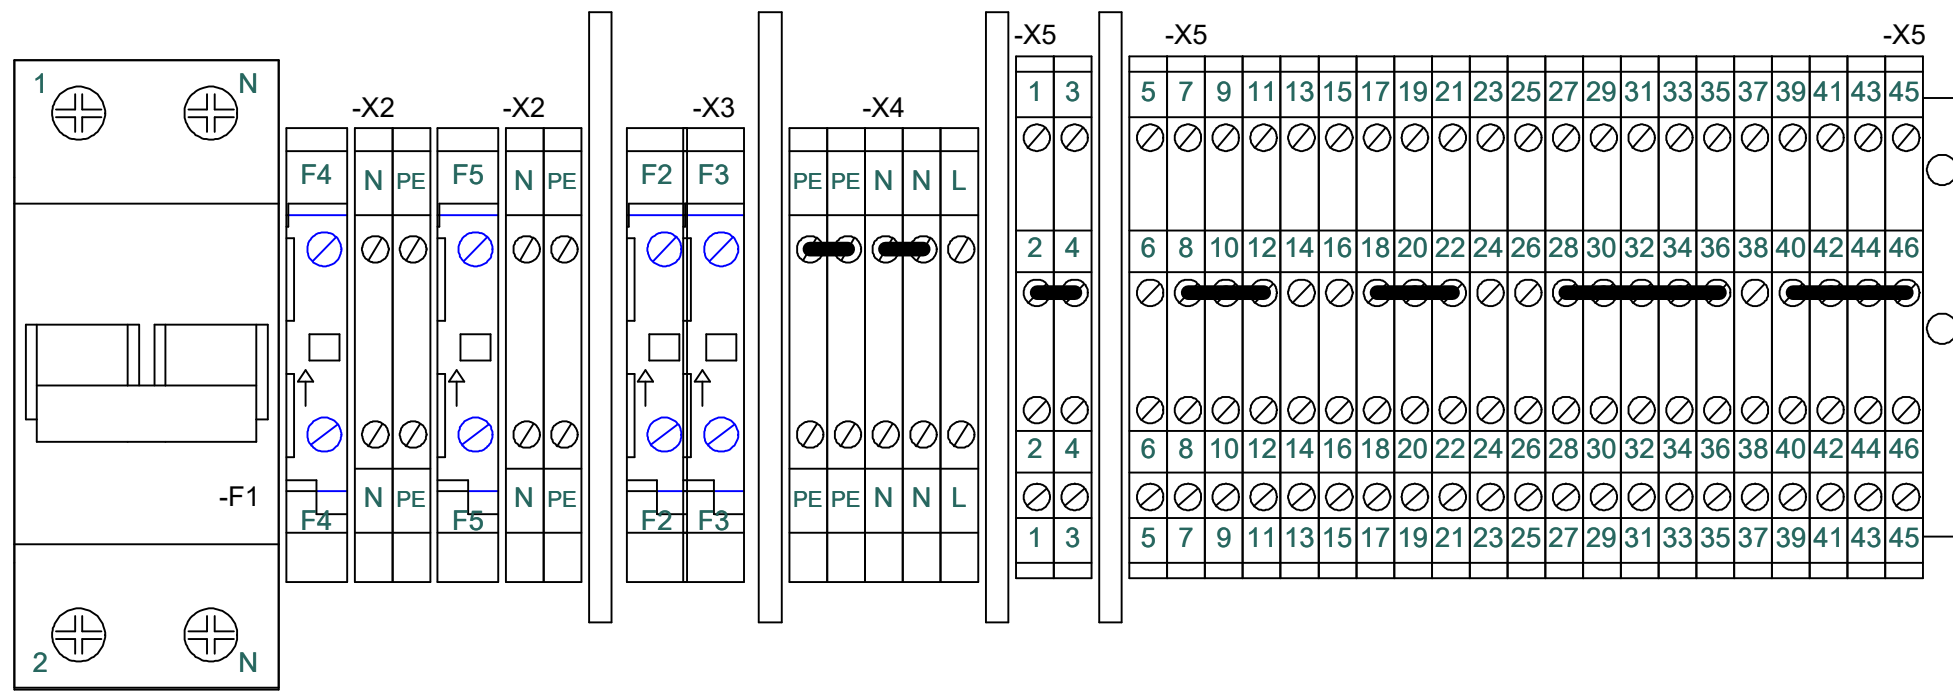 -X5 -X5 -X5
1 N
-X2 -X2 -X3 -X4
1 3 5 7 9 11 13 15 17 19 21 23 25 27 29 31 33 35 37 39 41 43 45
F4 N PE F5 N PE F2 F3 PE PE N N L
2 4 6 8 10 12 14 16 18 20 22 24 26 28 30 32 34 36 38 40 42 44 46
2 4 6 8 10 12 14 16 18 20 22 24 26 28 30 32 34 36 38 40 42 44 46
-F1 N PE N PE PE PE N N L
F4 F5 F2 F3
1 3 5 7 9 11 13 15 17 19 21 23 25 27 29 31 33 35 37 39 41 43 45
2 N